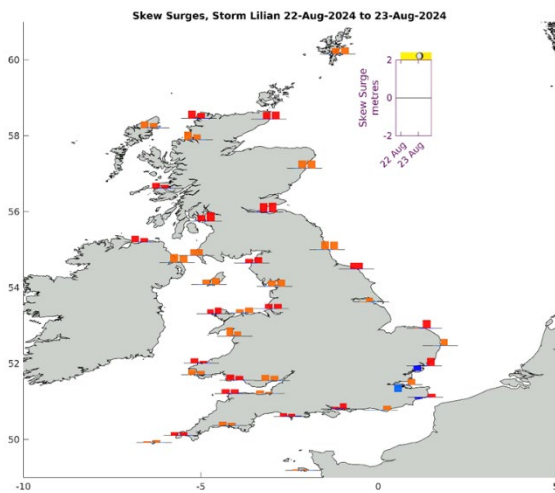 Skew Surges, Storm Lilian 22-Aug-2024 to 23-Aug-2024
60
58
56
54
52
50
-10
-5
0
5
Skew Surge
metres
2
0
-2
22 Aug
23 Aug